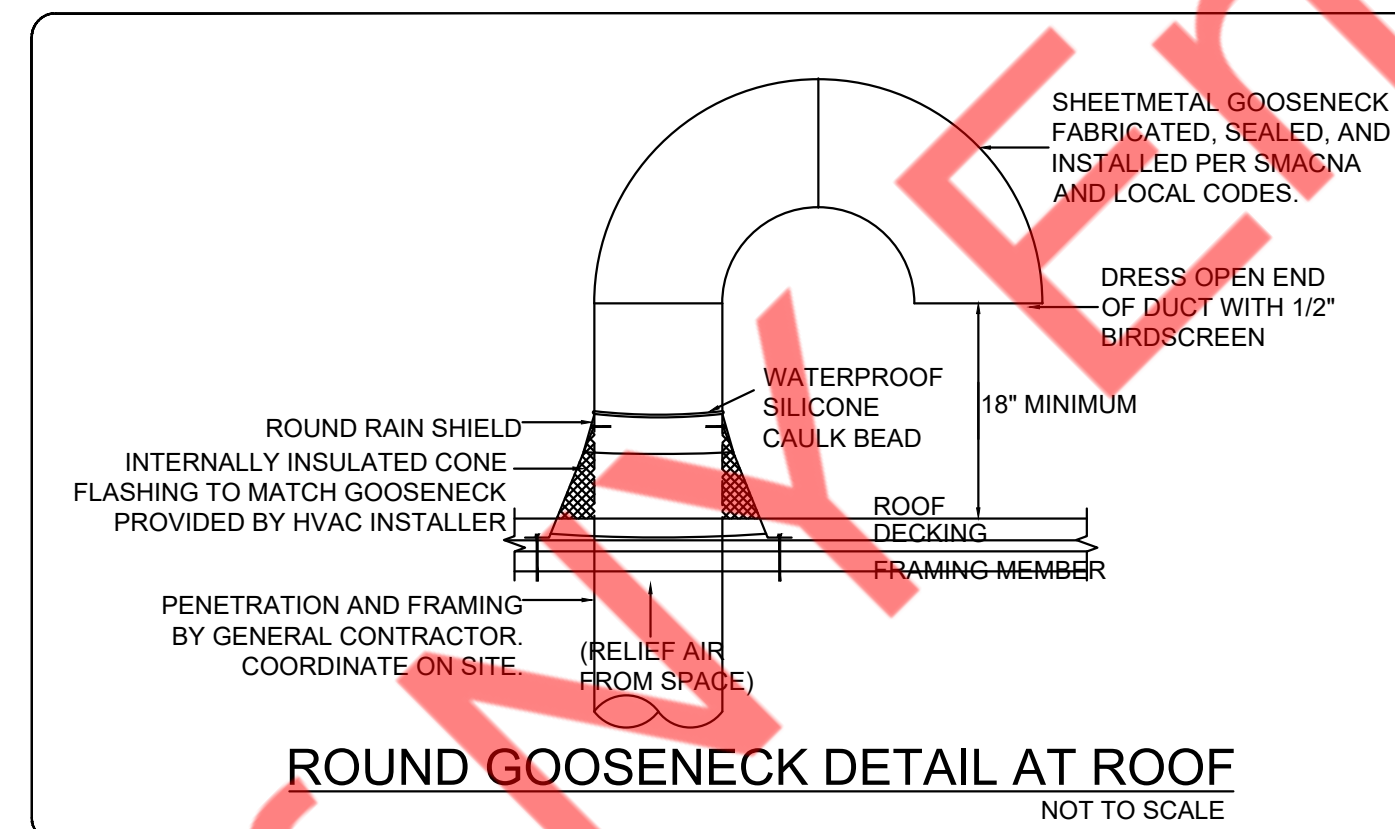 SHEETMETAL GOOSENECK
FABRICATED, SEALED, AND
INSTALLED PER SMACNA
AND LOCAL CODES.
DRESS OPEN END
OF DUCT WITH 1/2"
BIRDSCREEN
WATERPROOF
SILICONE
CAULK BEAD
18" MINIMUM
ROUND RAIN SHIELD
INTERNALLY INSULATED CONE
FLASHING TO MATCH GOOSENECK
PROVIDED BY HVAC INSTALLER
ROOF
DECKING
FRAMING MEMBER
PENETRATION AND FRAMING
BY GENERAL CONTRACTOR.
COORDINATE ON SITE.
(RELIEF AIR
FROM SPACE)
ROUND GOOSENECK DETAIL AT ROOF
NOT TO SCALE
NY En